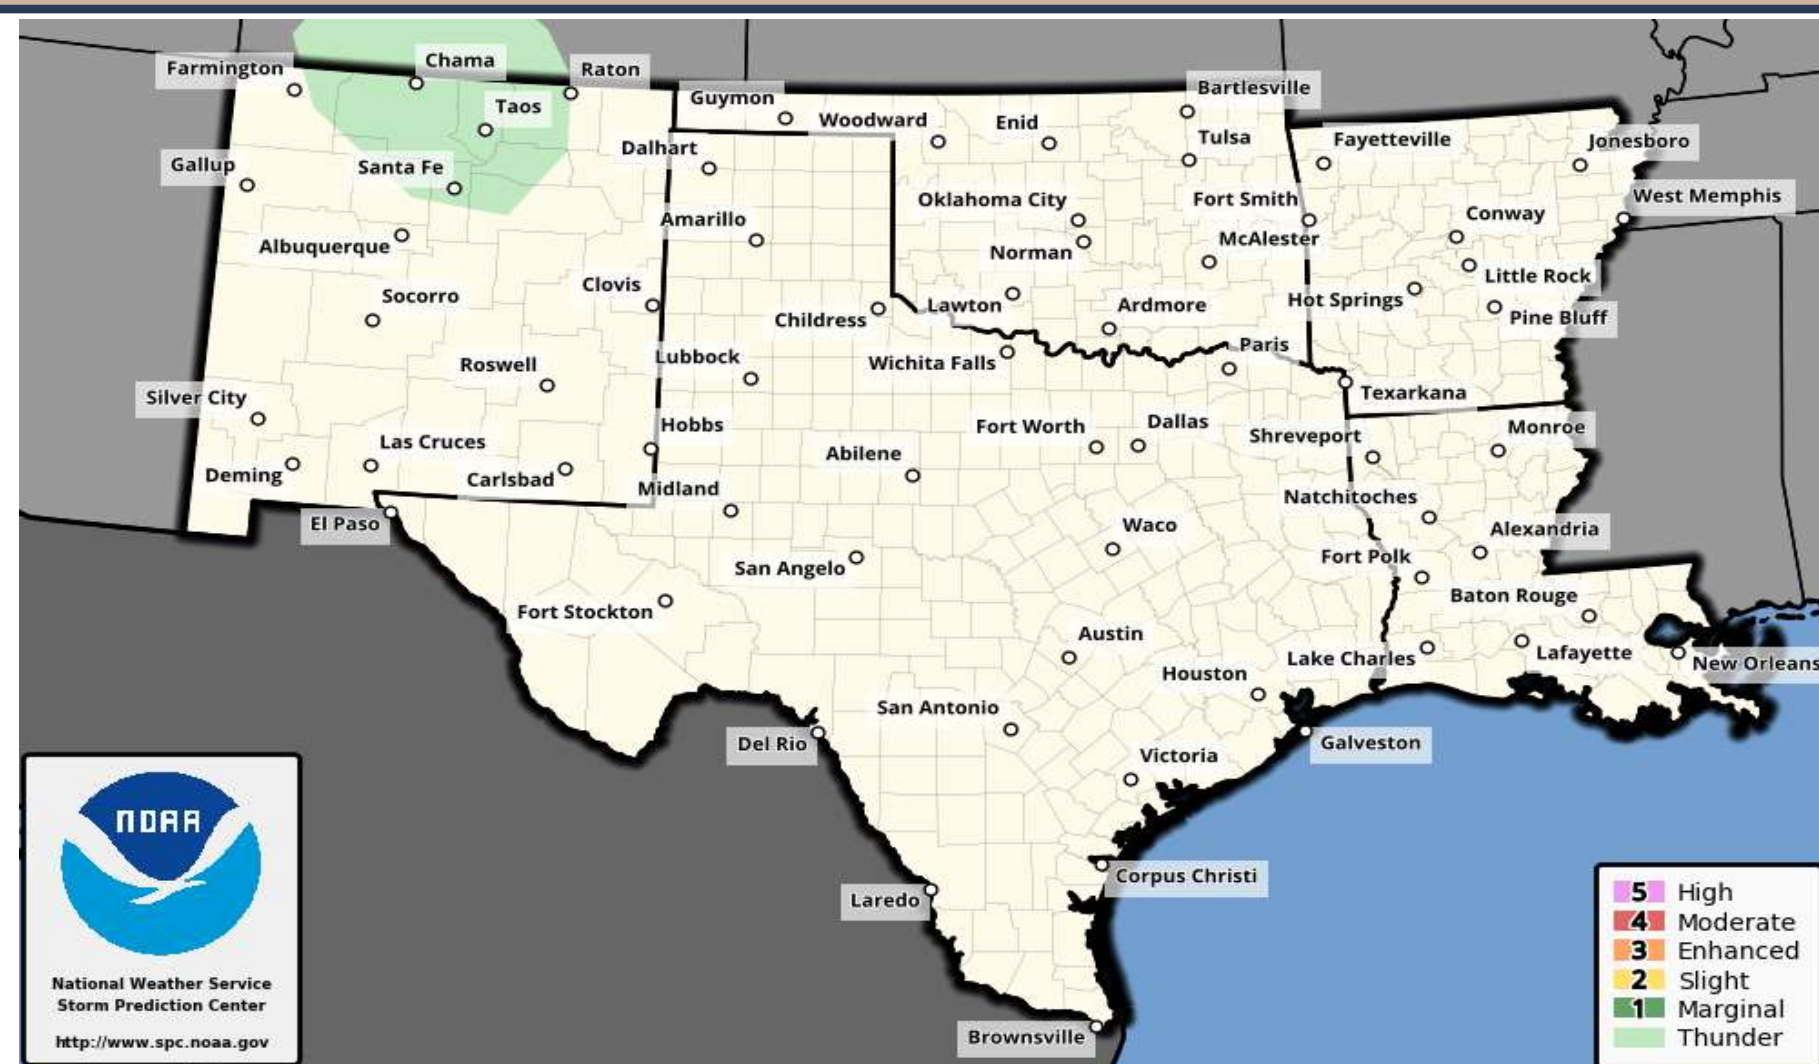 Farmington
Chama
Raton
Taos
Guymon
Woodward
Enid
Bartlesville
Tulsa
Fayetteville
Jonesboro
Gallup
Santa Fe
Dalhart
Oklahoma City
Fort Smith
Conway
West Memphis
Albuquerque
Amarillo
Norman
McAlester
Little Rock
Socorro
Clovis
Childress
Lawton
Ardmore
Hot Springs
Pine Bluff
Roswell
Lubbock
Wichita Falls
Paris
Texarkana
Silver City
Las Cruces
Hobbs
Abilene
Fort Worth
Dallas
Shreveport
Monroe
Deming
Carlsbad
Midland
Natchitoches
El Paso
Waco
Alexandria
San Angelo
Fort Polk
Fort Stockton
Baton Rouge
Austin
Lake Charles
Lafayette
New Orleans
Houston
San Antonio
Del Rio
Galveston
Victoria
Laredo
Corpus Christi
Brownsville
NOAA
National Weather Service
Storm Prediction Center
http://www.spc.noaa.gov
5 High
4 Moderate
3 Enhanced
2 Slight
1 Marginal
Thunder